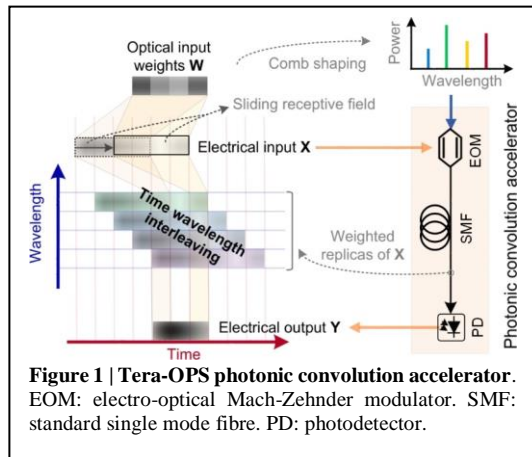 Optical input
weights W
Comb shaping
Power
Wavelength
Sliding receptive field
Electrical input X
EOM
Wavelength
Time wavelength
interleaving
Weighted
replicas of X
SMF
Photonic convolution accelerator
Electrical output Y
PD
Time
Figure 1 | Tera-OPS photonic convolution accelerator.
EOM: electro-optical Mach-Zehnder modulator. SMF:
standard single mode fibre. PD: photodetector.